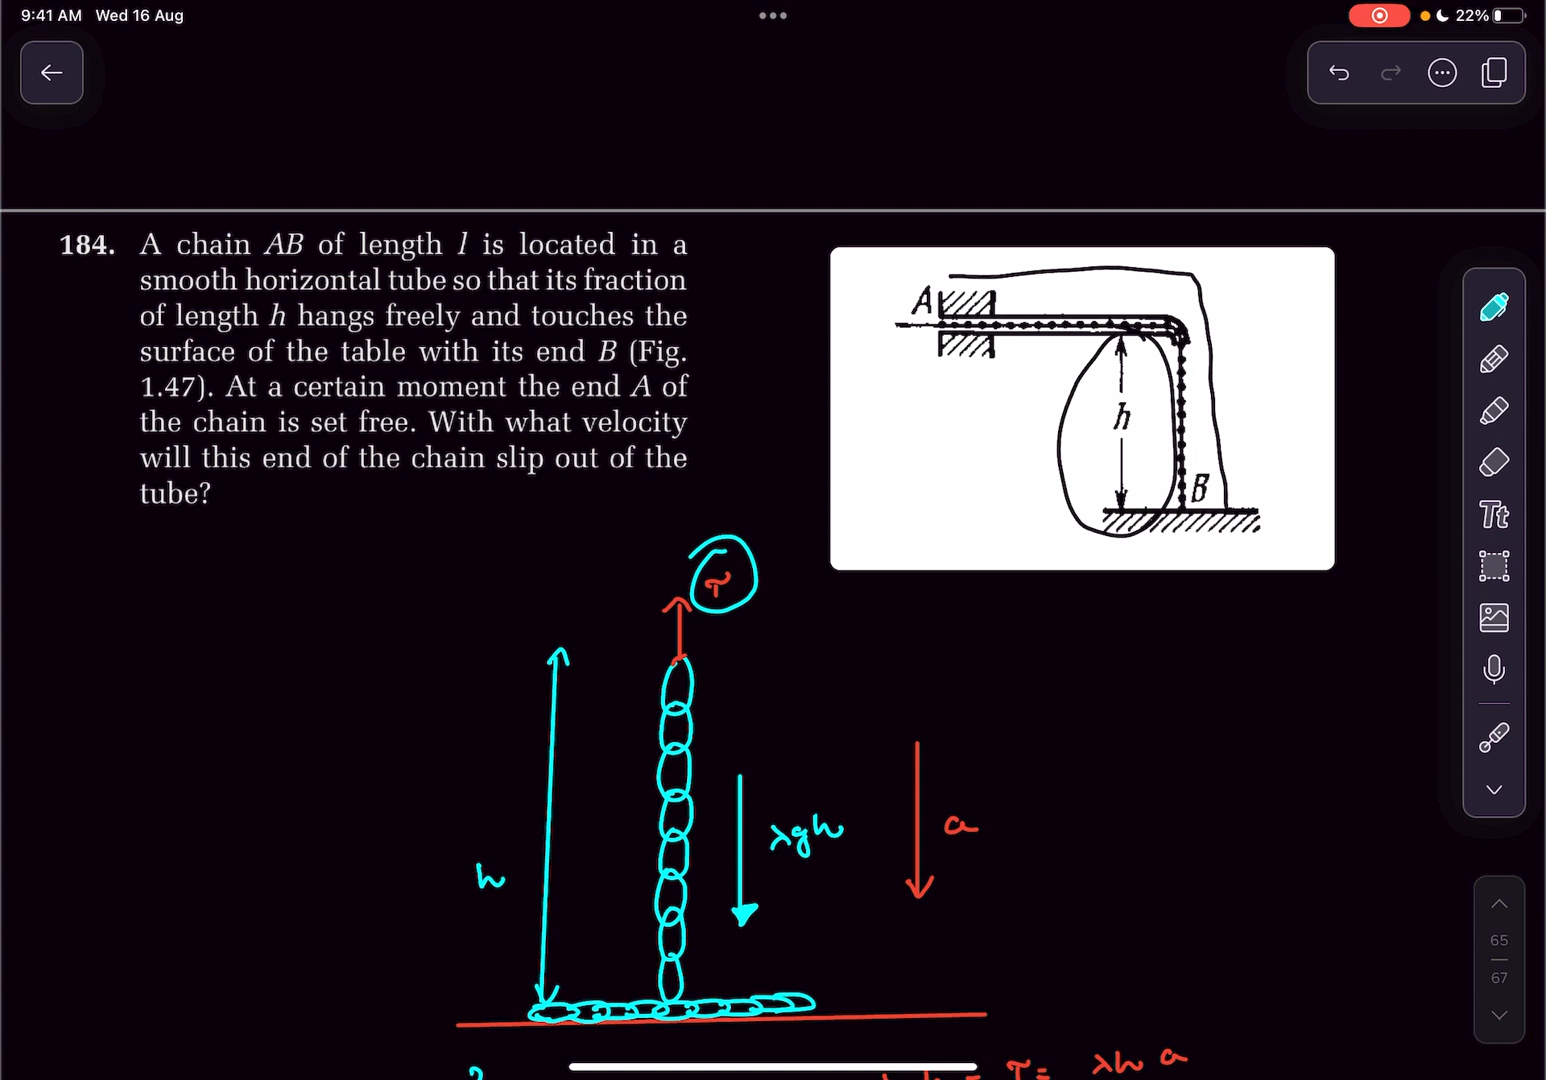 9:41 AM Wed 16 Aug
22%
184. A chain AB of length l is located in a
smooth horizontal tube so that its fraction
of length h hangs freely and touches the
surface of the table with its end B (Fig.
1.47). At a certain moment the end A of
the chain is set free. With what velocity
will this end of the chain slip out of the
tube?
A
h
B
Tt
T
λgh
a
h
65
67
T = λh a